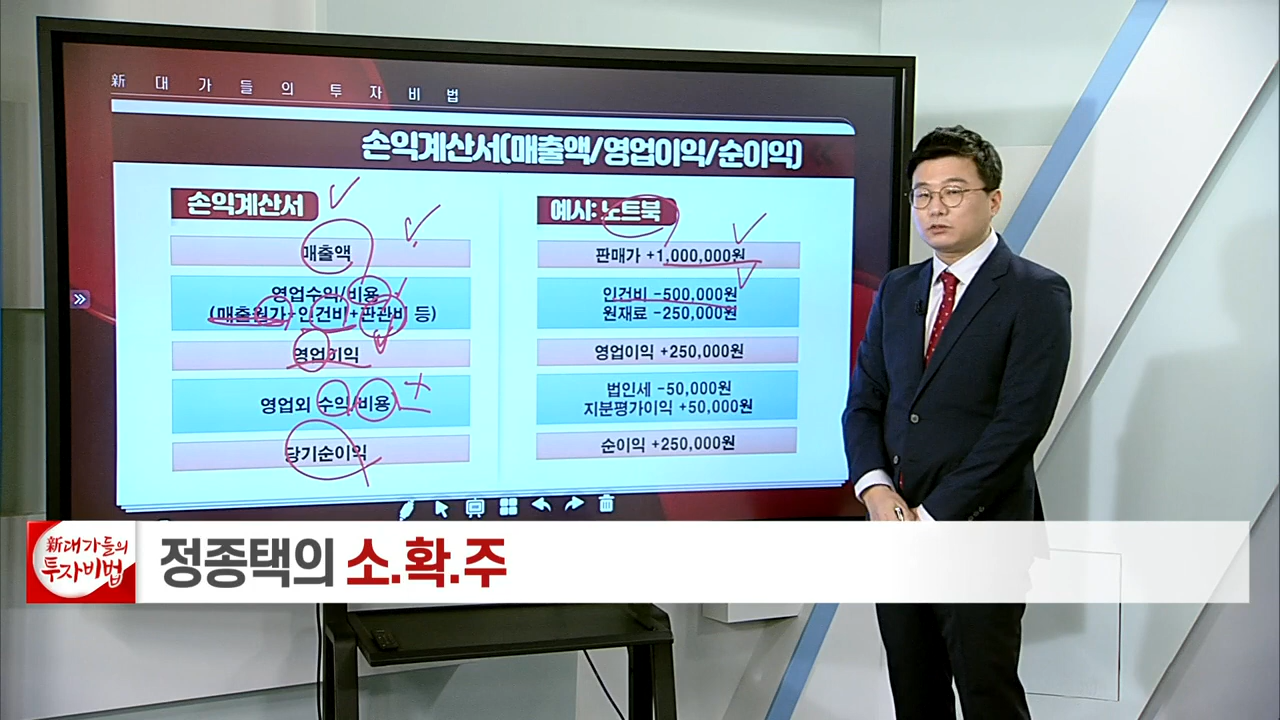 新 대 가 들 의 투 자 비 법
손익계산서(매출액/영업이익/순이익)
손익계산서
매출액
영업수익/비용
(매출원가+인건비+판관비 등)
영업이익
영업외 수익/비용
당기순이익
예시: 노트북
판매가 +1,000,000원
인건비 -500,000원
원재료 -250,000원
영업이익 +250,000원
법인세 -50,000원
지분평가이익 +50,000원
순이익 +250,000원
新대가들의
투자비법
정종택의 소.확.주